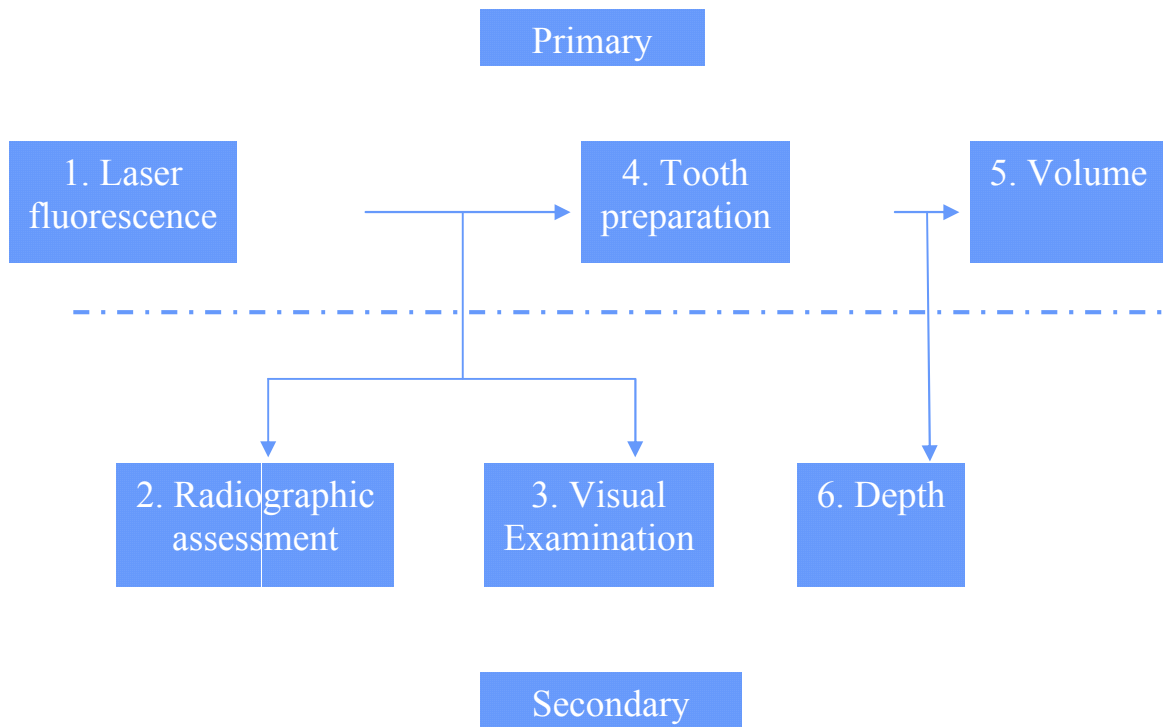 Primary
1. Laser
fluorescence
4. Tooth
preparation
5. Volume
2. Radiographic
assessment
3. Visual
Examination
6. Depth
Secondary